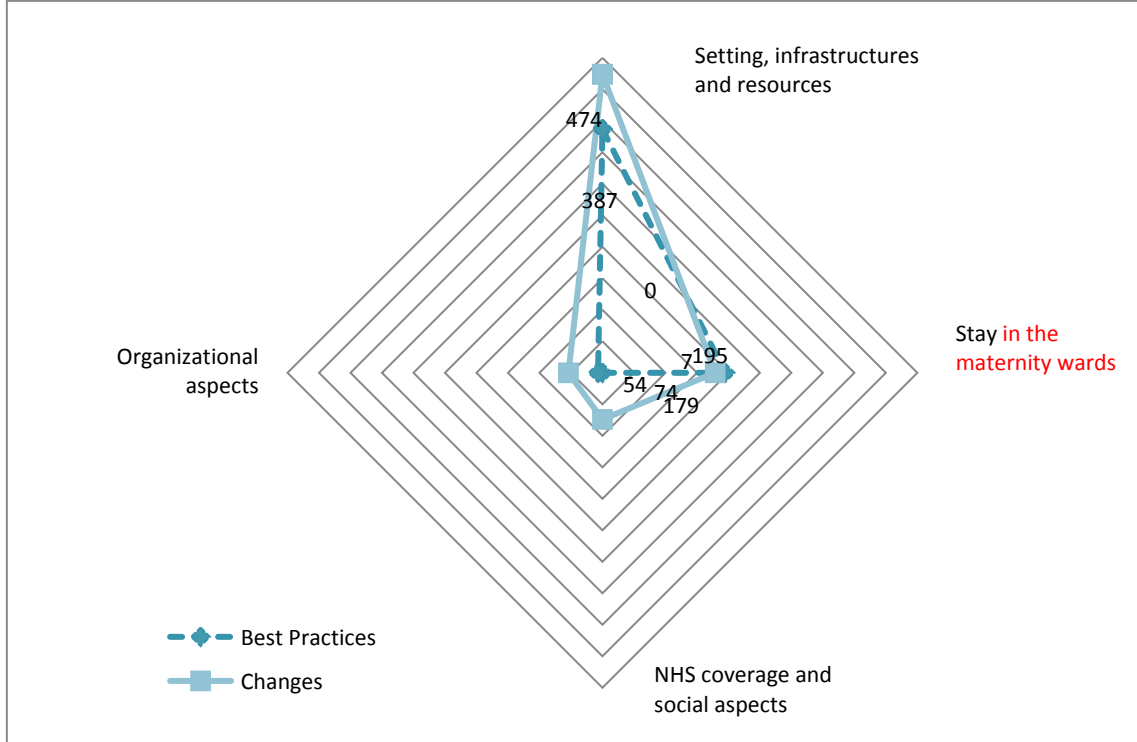 Setting, infrastructures
and resources
474
387
0
Stay in the
maternity wards
7
195
54
74
179
Organizational
aspects
Best Practices
Changes
NHS coverage and
social aspects